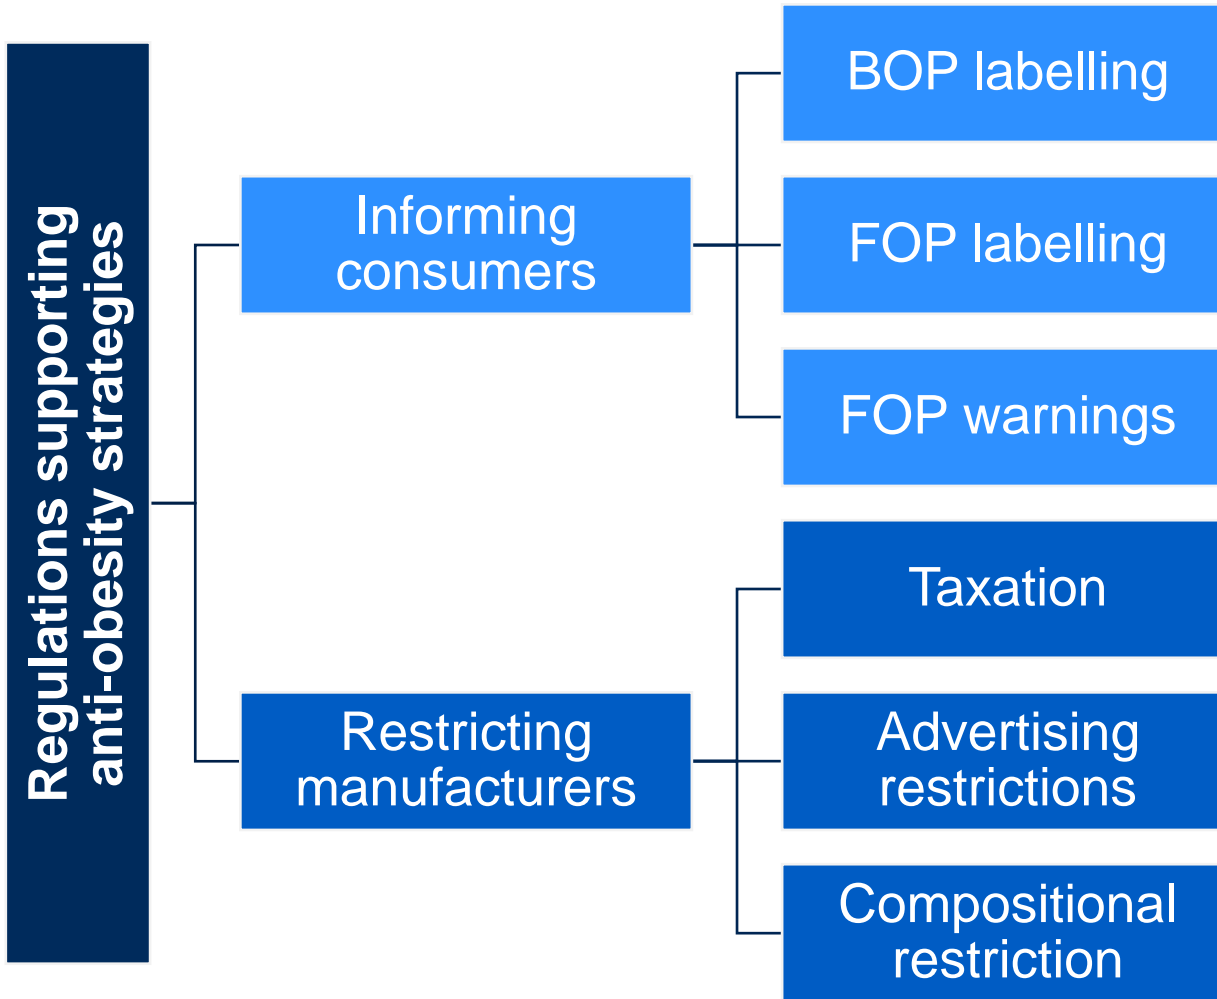 Regulations supporting
anti-obesity strategies
Informing
consumers
BOP labelling
FOP labelling
FOP warnings
Restricting
manufacturers
Taxation
Advertising
restrictions
Compositional
restriction